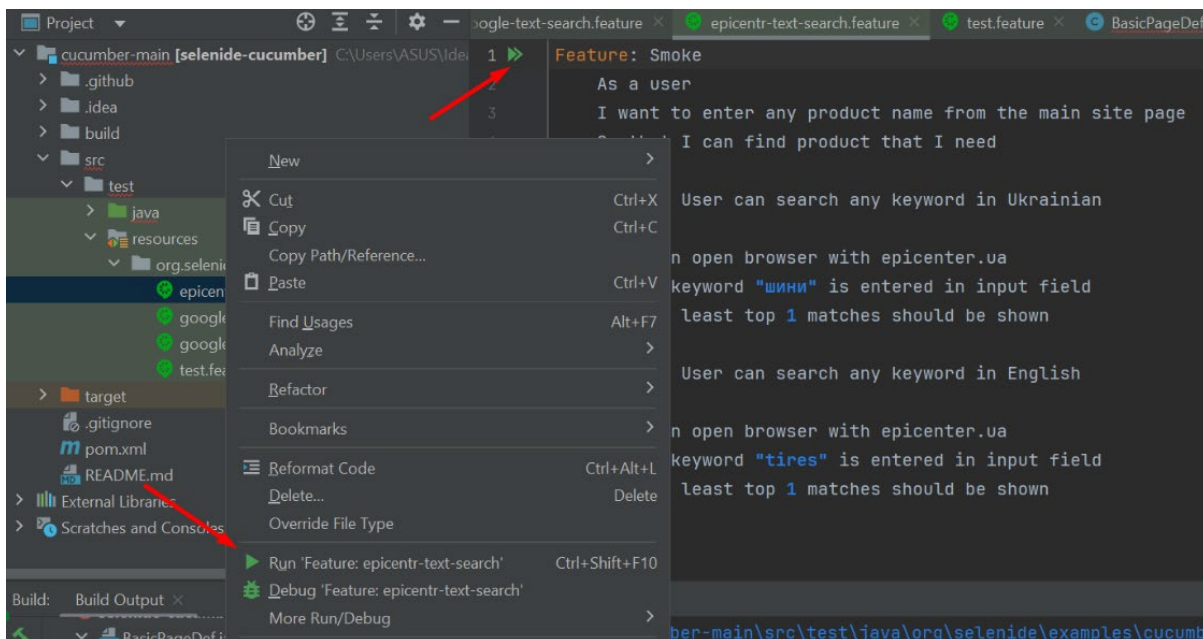 Project
oogle-text-search.feature
epicentr-text-search.feature
test.feature
BasicPageDef
cucumber-main [selenide-cucumber] C:\Users\ASUS\Ide
.github
.idea
build
src
test
java
resources
org.seleni
epicen
google
google
test.fea
target
.gitignore
pom.xml
README.md
External Libraries
Scratches and Consoles
1 Feature: Smoke
2 As a user
3 I want to enter any product name from the main site page
I can find product that I need
User can search any keyword in Ukrainian
n open browser with epicenter.ua
keyword "шини" is entered in input field
least top 1 matches should be shown
User can search any keyword in English
n open browser with epicenter.ua
keyword "tires" is entered in input field
least top 1 matches should be shown
New
Cut Ctrl+X
Copy Ctrl+C
Copy Path/Reference...
Paste Ctrl+V
Find Usages Alt+F7
Analyze
Refactor
Bookmarks
Reformat Code Ctrl+Alt+L
Delete... Delete
Override File Type
Run 'Feature: epicentr-text-search' Ctrl+Shift+F10
Debug 'Feature: epicentr-text-search'
More Run/Debug
Build: Build Output
BasicPageDef.j
ber-main\src\test\java\org\selenide\examples\cucumb